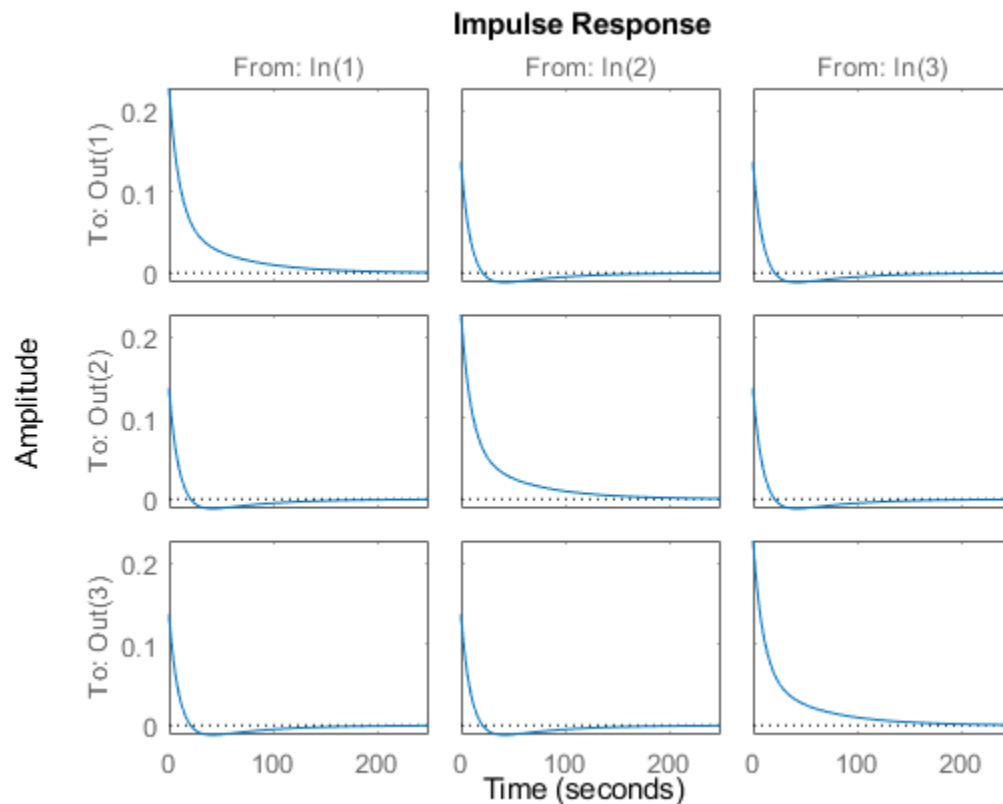 Impulse Response
From: In(1) From: In(2) From: In(3)
Amplitude
To: Out(1)
0.2
0.1
0
To: Out(2)
0.2
0.1
0
To: Out(3)
0.2
0.1
0
0 100 200 0 100 200 0 100 200
Time (seconds)